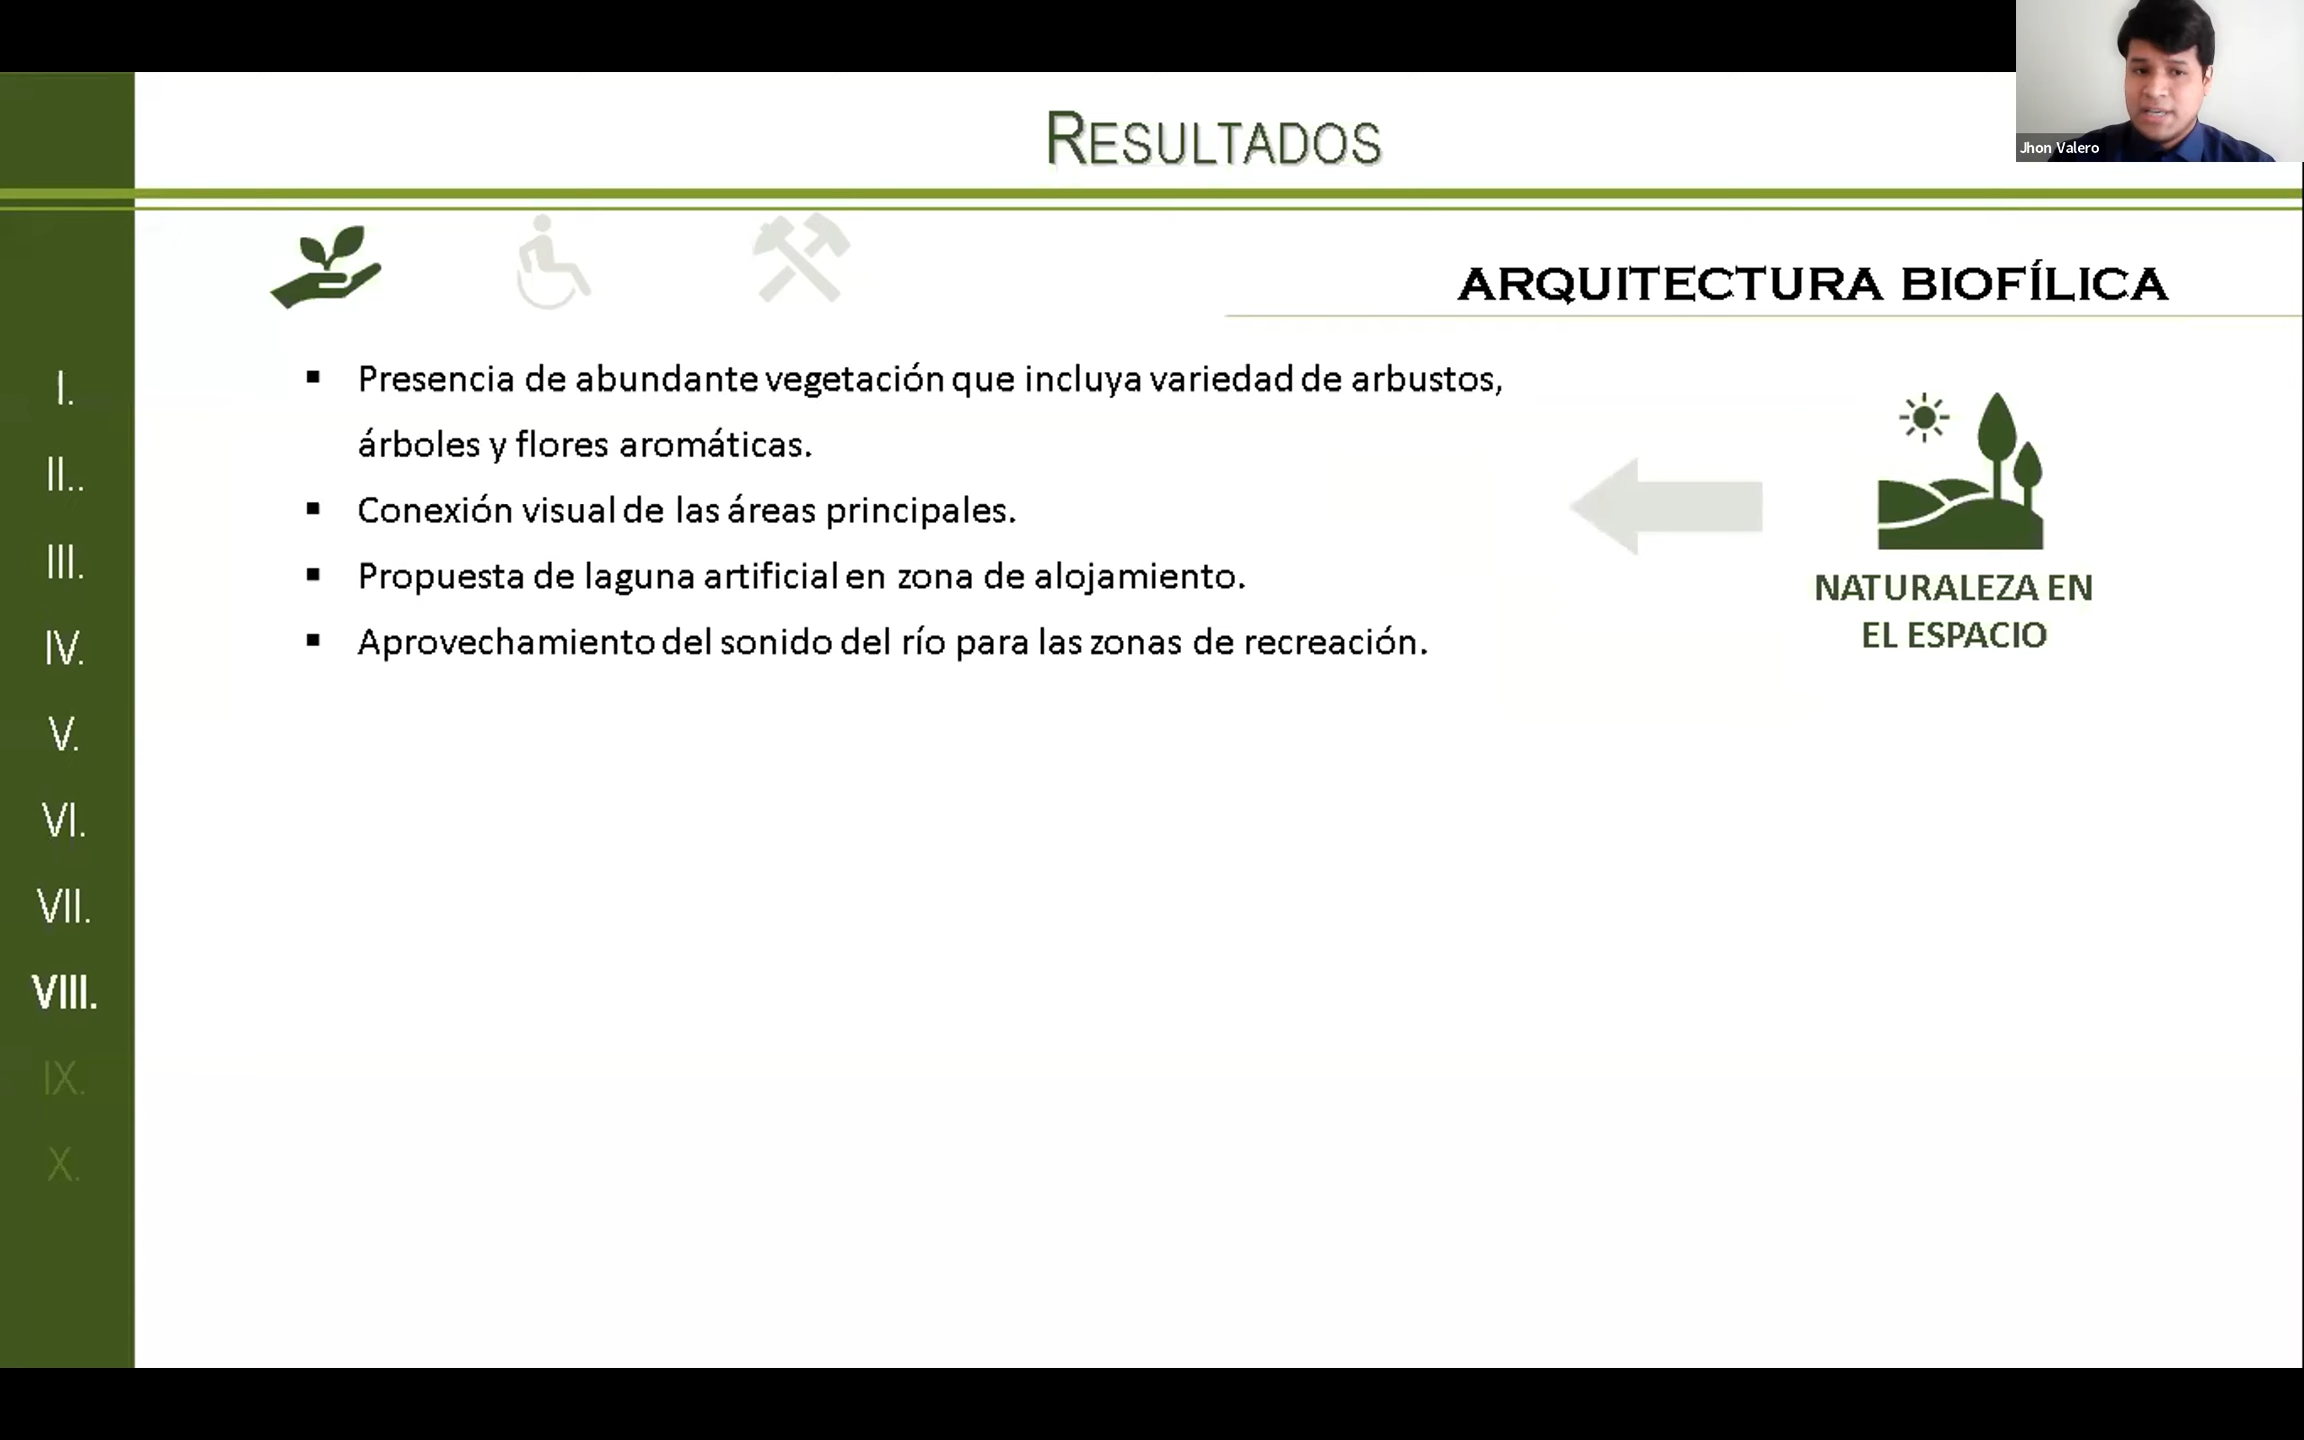 RESULTADOS
Jhon Valero
ARQUITECTURA BIOFÍLICA
I.
II..
III.
IV.
V.
VI.
VII.
VIII.
IX.
X.
▪ Presencia de abundante vegetación que incluya variedad de arbustos,
árboles y flores aromáticas.
▪ Conexión visual de las áreas principales.
▪ Propuesta de laguna artificial en zona de alojamiento.
▪ Aprovechamiento del sonido del río para las zonas de recreación.
NATURALEZA EN
EL ESPACIO